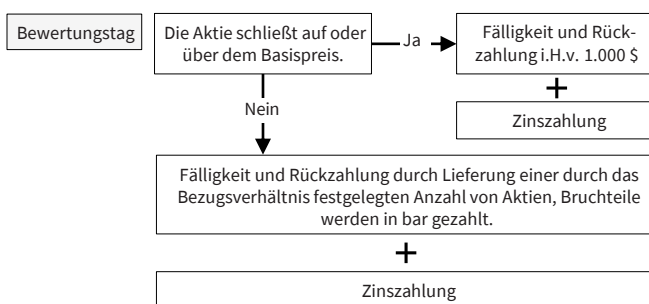 Bewertungstag
Die Aktie schließt auf oder
über dem Basispreis.
Ja
Fälligkeit und Rück-
zahlung i.H.v. 1.000 $
+
Zinszahlung
Nein
Fälligkeit und Rückzahlung durch Lieferung einer durch das
Bezugsverhältnis festgelegten Anzahl von Aktien, Bruchteile
werden in bar gezahlt.
+
Zinszahlung